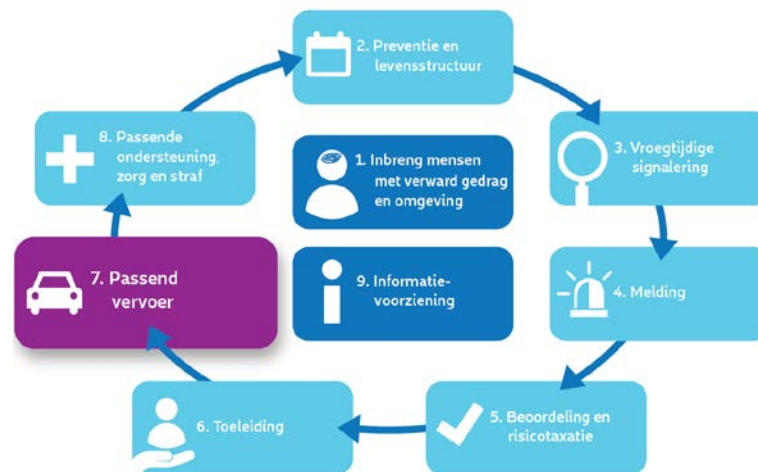 2. Preventie en
levensstructuur
8. Passende
ondersteuning,
zorg en straf
1. Inbreng mensen
met verward gedrag
en omgeving
3. Vroegtijdige
signalering
7. Passend
vervoer
9. Informatie-
voorziening
4. Melding
6. Toeleiding
5. Beoordeling en
risicotaxatie